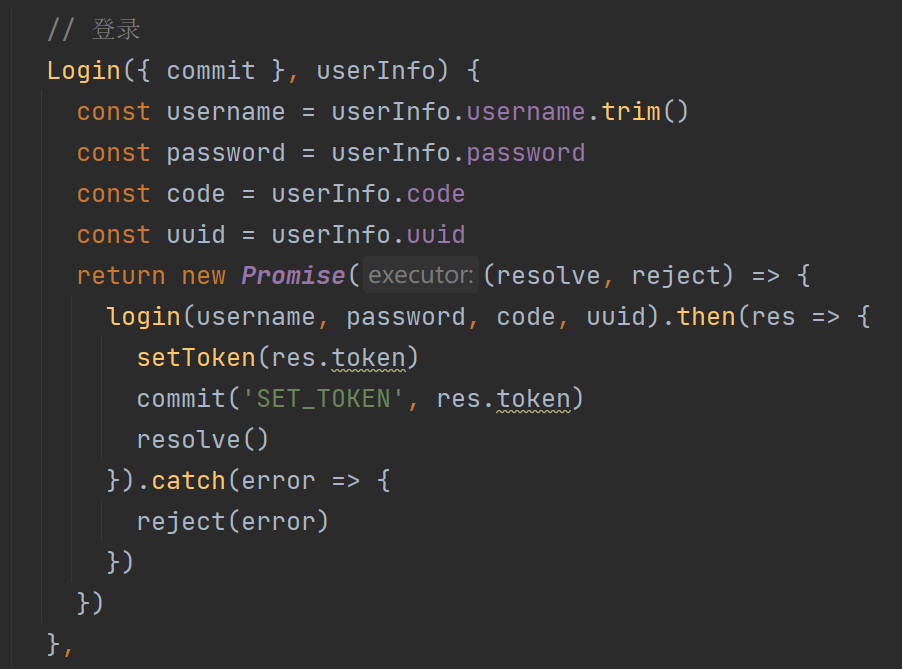 // 登录
Login({ commit }, userInfo) {
const username = userInfo.username.trim()
const password = userInfo.password
const code = userInfo.code
const uuid = userInfo.uuid
return new Promise( executor: (resolve, reject) => {
login(username, password, code, uuid).then(res => {
setToken(res.token)
commit('SET_TOKEN', res.token)
resolve()
}).catch(error => {
reject(error)
})
})
},